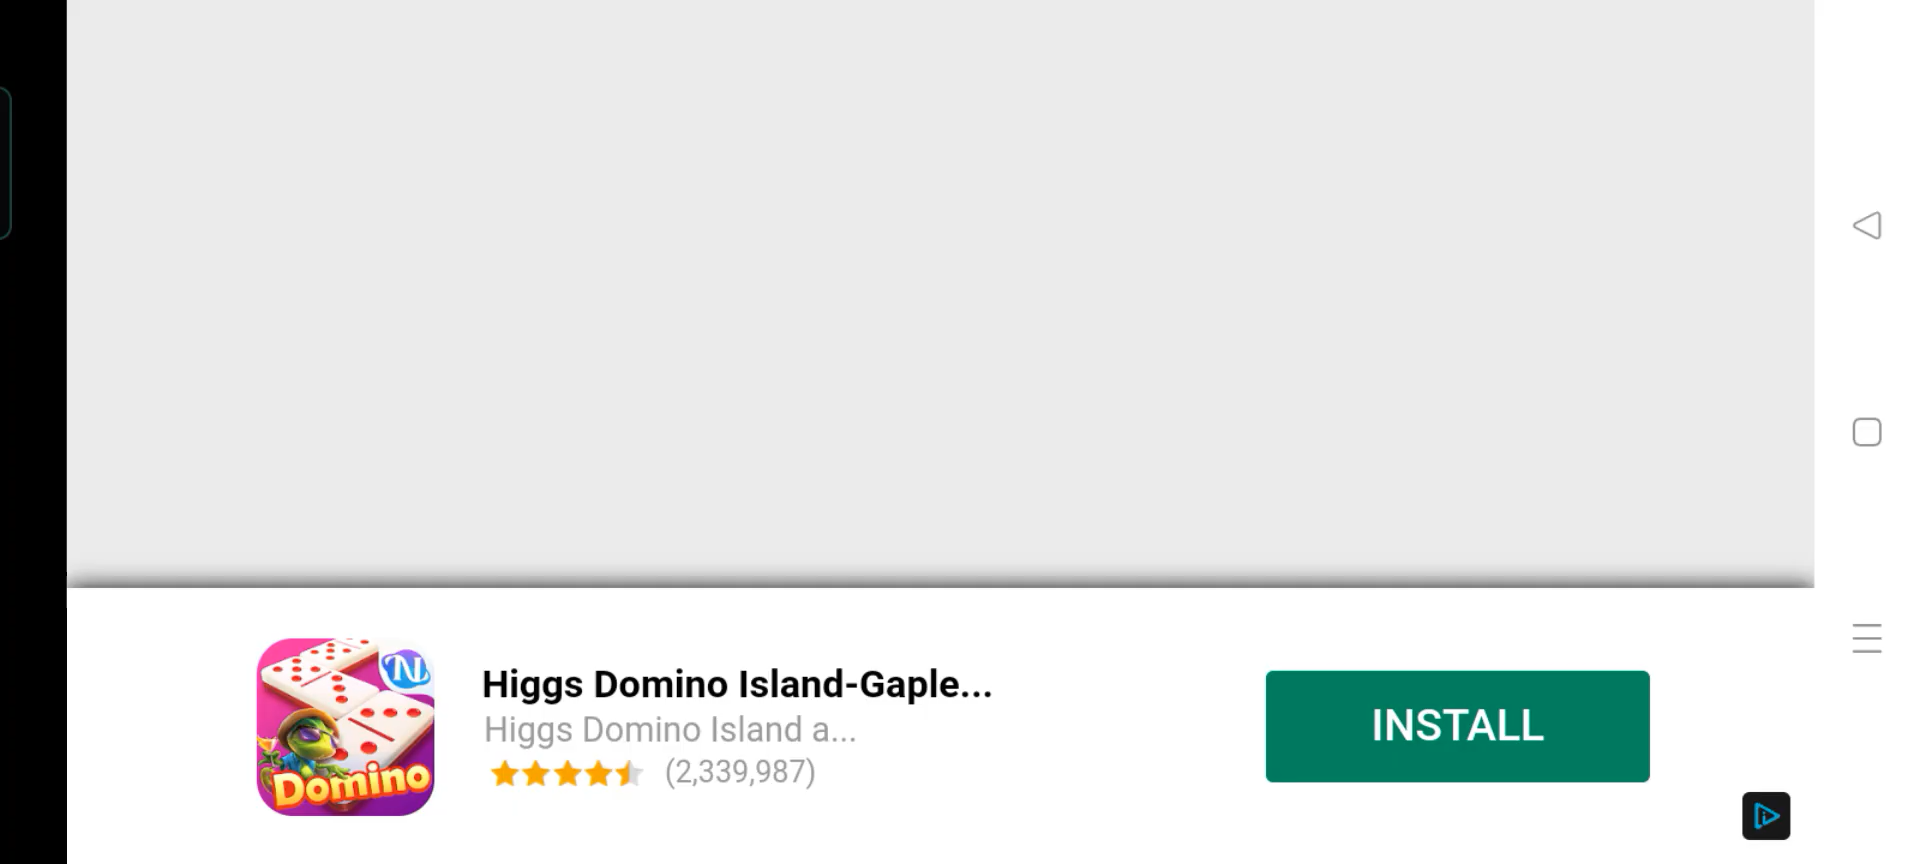 Higgs Domino Island-Gaple...
Higgs Domino Island a...
(2,339,987)
INSTALL
Domino